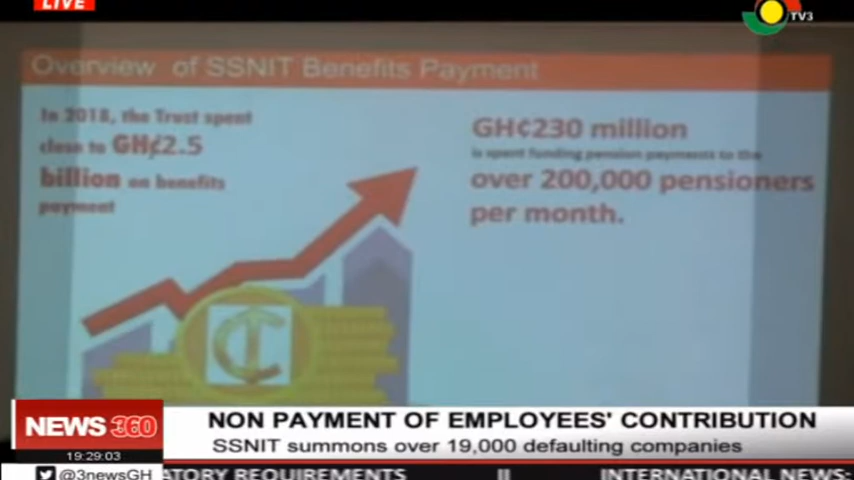 LIVE
TV3
Overview of SSNIT Benefits Payment
In 2018, the Trust spent
close to GH₵2.5
billion on benefits
payment
GH₵230 million
is spent funding pension payments to the
over 200,000 pensioners
per month.
NEWS 360
NON PAYMENT OF EMPLOYEES' CONTRIBUTION
SSNIT summons over 19,000 defaulting companies
19:29:03
@3newsGH
ATORY REQUIREMENTS
II
INTERNATIONAL NEWS-